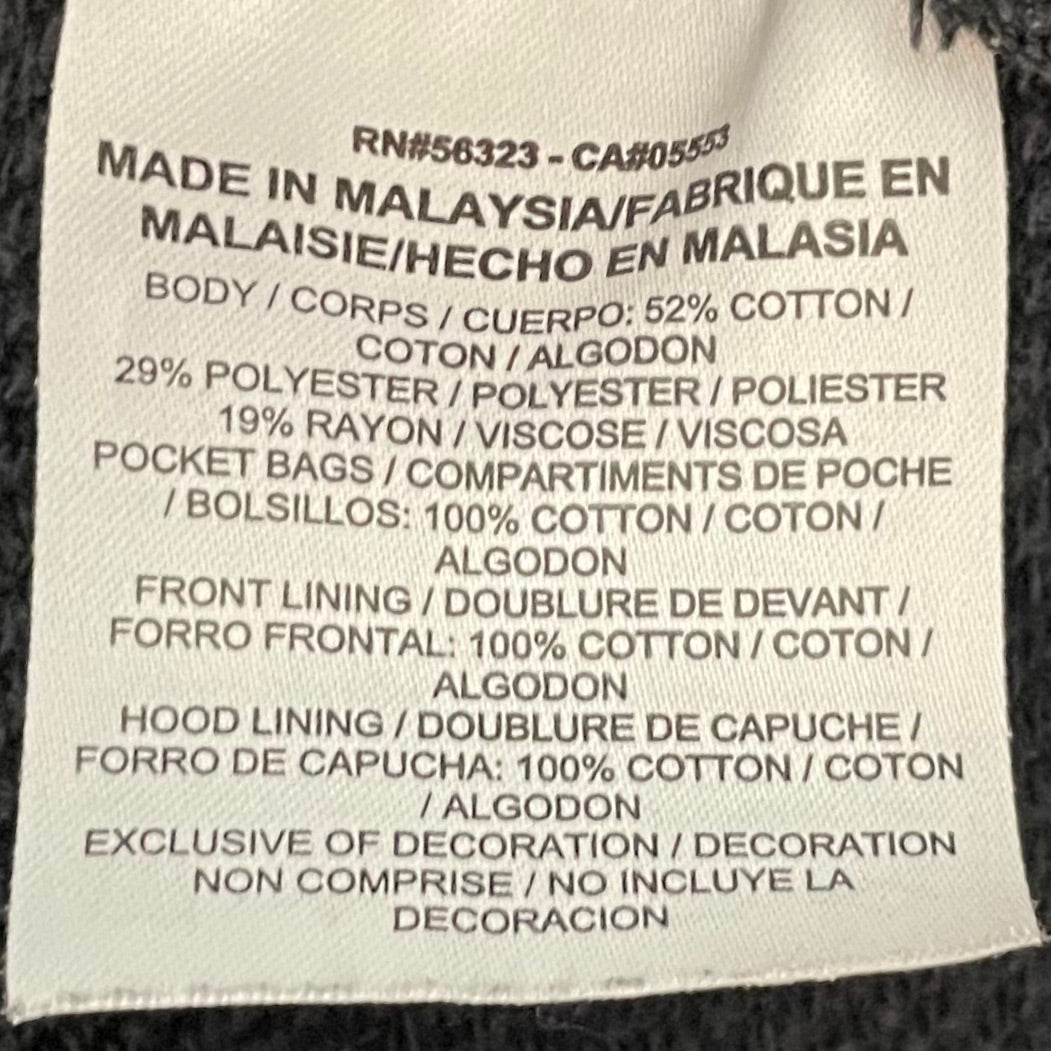 RN#56323 - CA#05553
MADE IN MALAYSIA/FABRIQUE EN
MALAISIE/HECHO EN MALASIA
BODY / CORPS / CUERPO: 52% COTTON /
COTON / ALGODON
29% POLYESTER / POLYESTER / POLIESTER
19% RAYON / VISCOSE / VISCOSA
POCKET BAGS / COMPARTIMENTS DE POCHE
/ BOLSILLOS: 100% COTTON / COTON /
ALGODON
FRONT LINING / DOUBLURE DE DEVANT /
FORRO FRONTAL: 100% COTTON / COTON /
ALGODON
HOOD LINING / DOUBLURE DE CAPUCHE /
FORRO DE CAPUCHA: 100% COTTON / COTON
/ ALGODON
EXCLUSIVE OF DECORATION / DECORATION
NON COMPRISE / NO INCLUYE LA
DECORACION